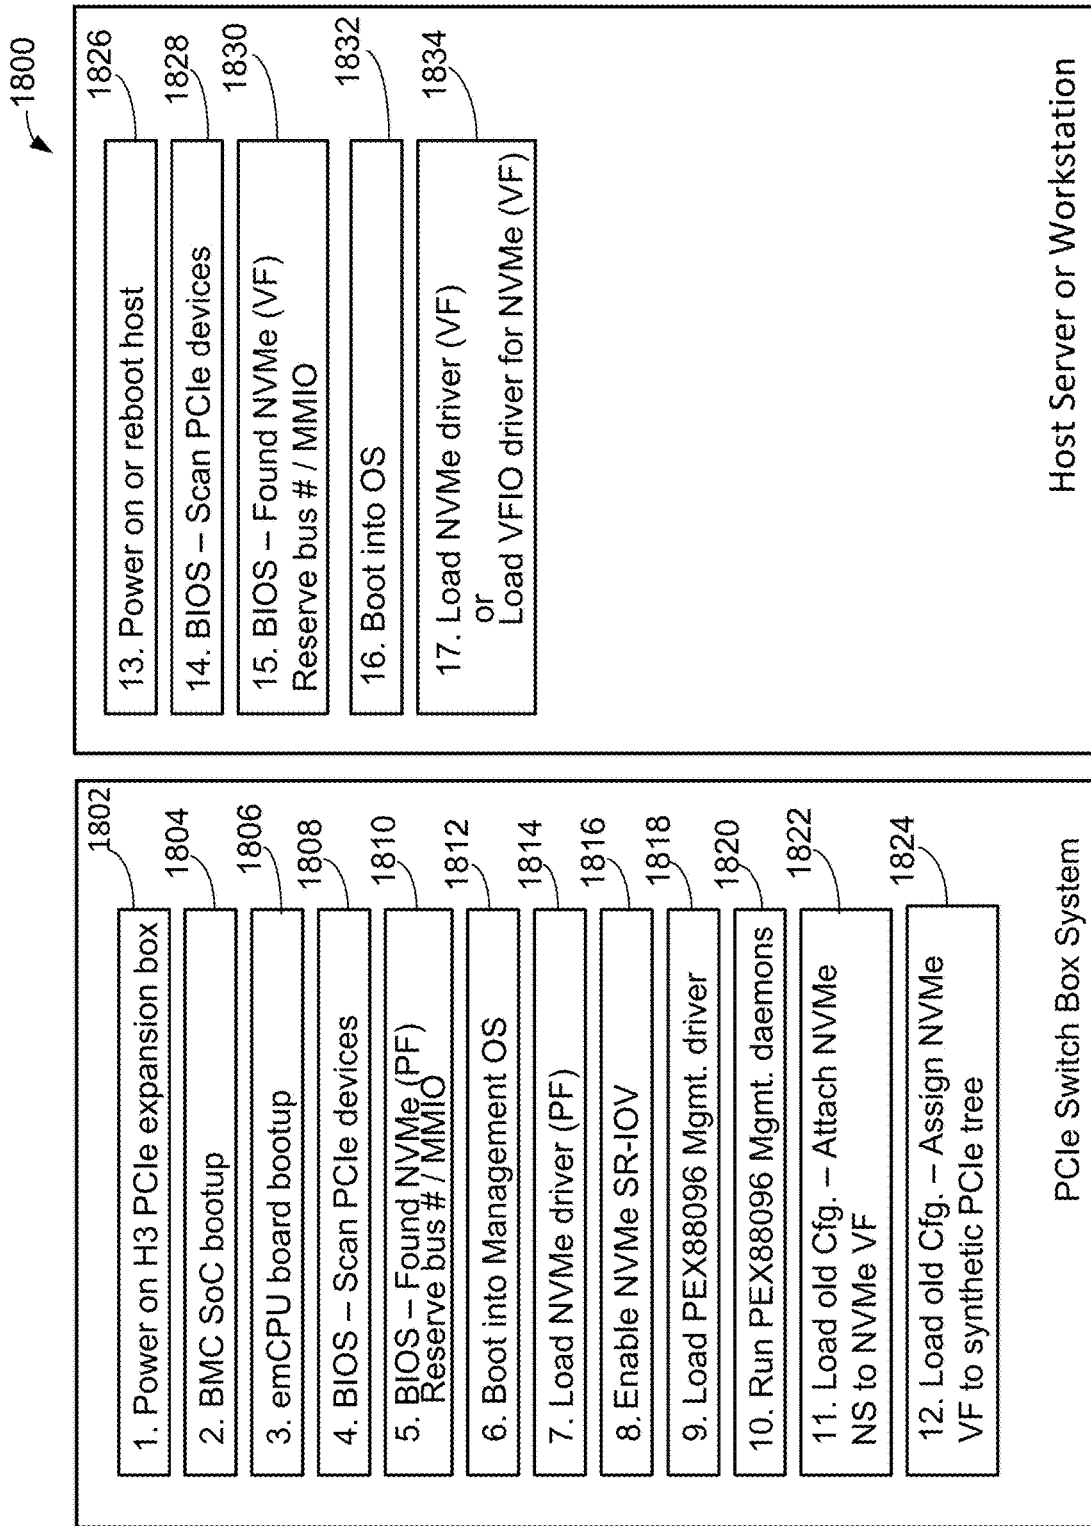 1800
PCIe Switch Box System
1. Power on H3 PCIe expansion box
1802
2. BMC SoC bootup
1804
3. emCPU board bootup
1806
4. BIOS – Scan PCIe devices
1808
5. BIOS – Found NVMe (PF)
Reserve bus # / MMIO
1810
6. Boot into Management OS
1812
7. Load NVMe driver (PF)
1814
8. Enable NVMe SR-IOV
1816
9. Load PEX88096 Mgmt. driver
1818
10. Run PEX88096 Mgmt. daemons
1820
11. Load old Cfg. – Attach NVMe
NS to NVMe VF
1822
12. Load old Cfg. – Assign NVMe
VF to synthetic PCIe tree
1824
Host Server or Workstation
13. Power on or reboot host
1826
14. BIOS – Scan PCIe devices
1828
15. BIOS – Found NVMe (VF)
Reserve bus # / MMIO
1830
16. Boot into OS
1832
17. Load NVMe driver (VF)
or
Load VFIO driver for NVMe (VF)
1834